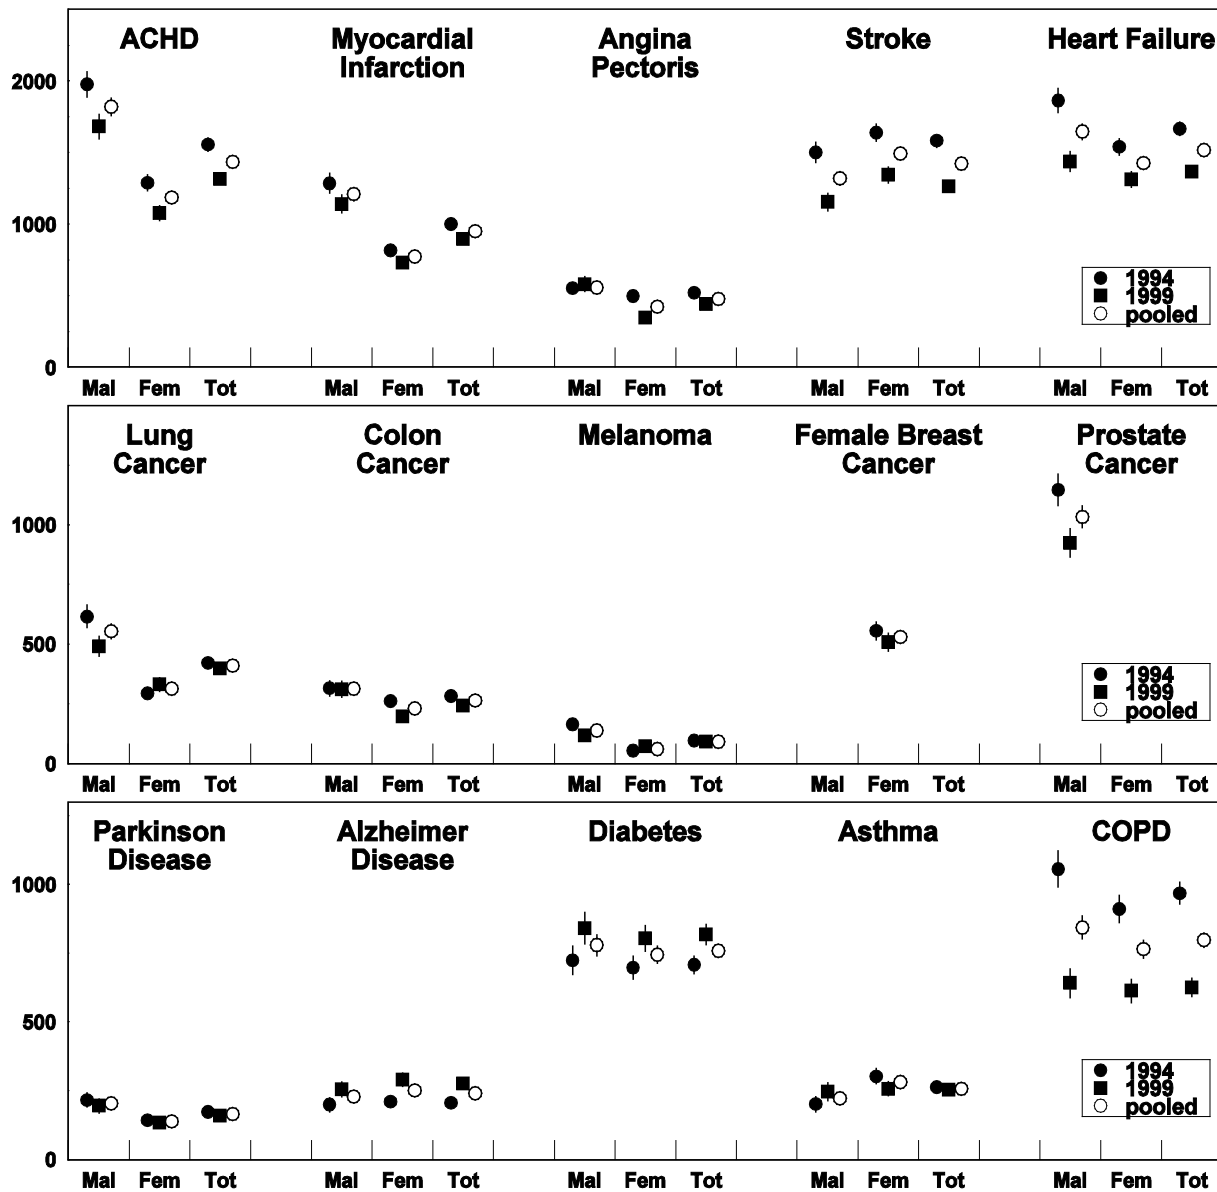 ACHD Myocardial Angina Stroke Heart Failure
Infarction Pectoris
2000
1000
1994
1999
pooled
0
Mal Fem Tot Mal Fem Tot Mal Fem Tot Mal Fem Tot Mal Fem Tot
Lung Colon Melanoma Female Breast Prostate
Cancer Cancer Cancer Cancer
1000
500
1994
1999
pooled
0
Mal Fem Tot Mal Fem Tot Mal Fem Tot Mal Fem Tot Mal Fem Tot
Parkinson Alzheimer Diabetes Asthma COPD
Disease Disease
1000
500
1994
1999
pooled
0
Mal Fem Tot Mal Fem Tot Mal Fem Tot Mal Fem Tot Mal Fem Tot